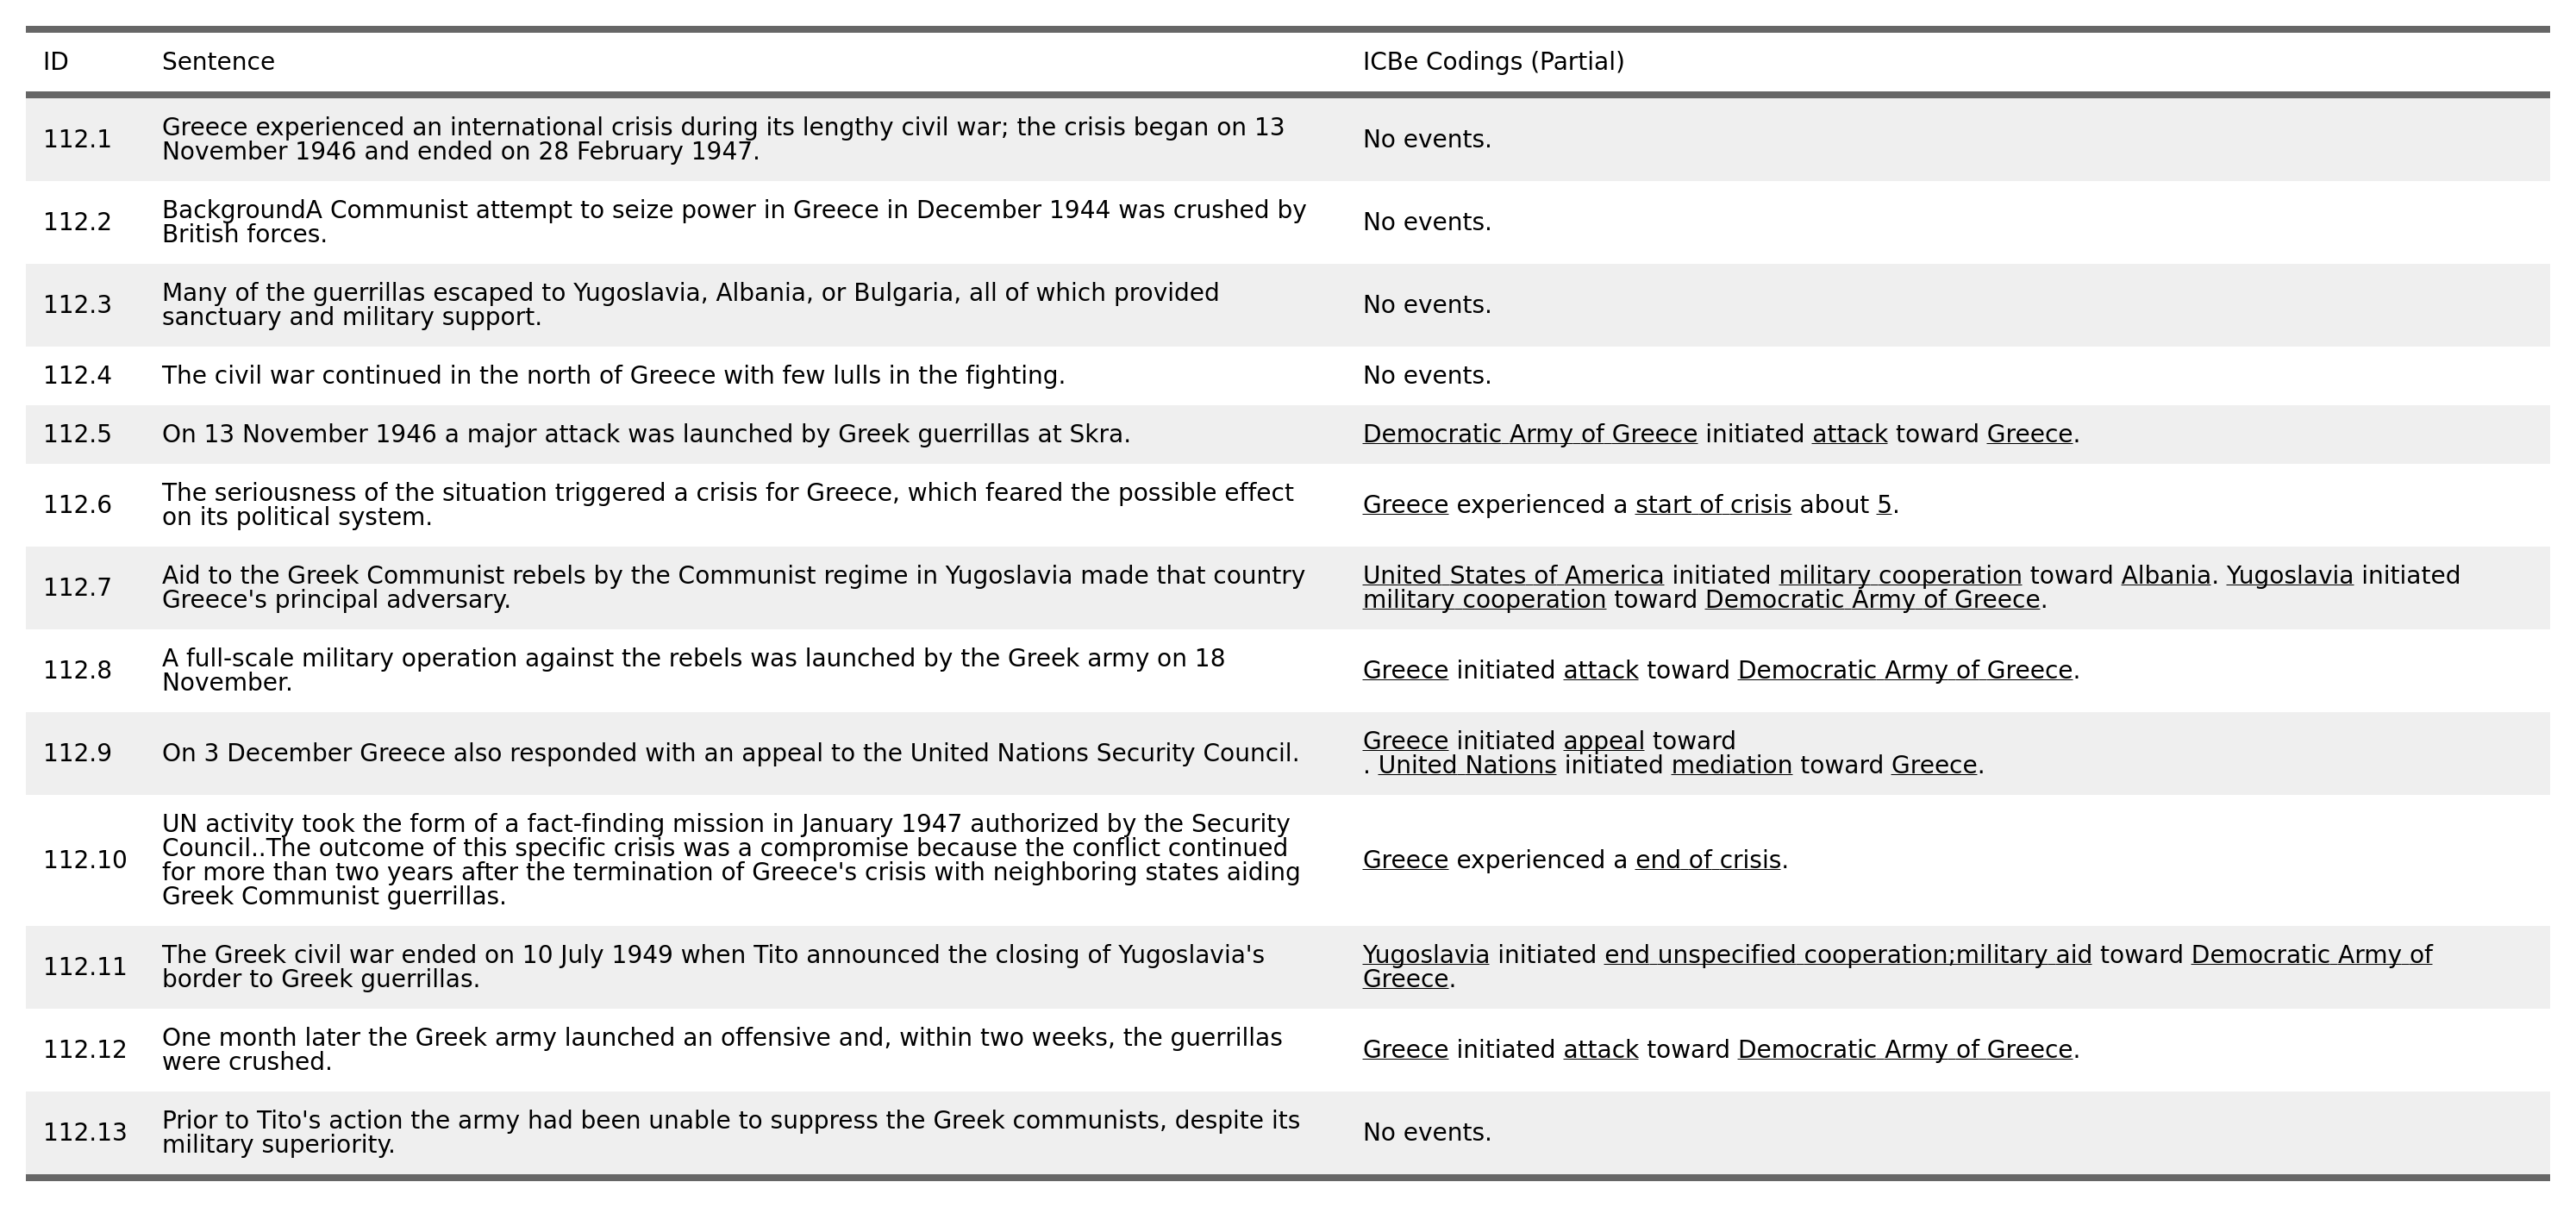 ID Sentence ICBe Codings (Partial)
112.1 Greece experienced an international crisis during its lengthy civil war; the crisis began on 13
November 1946 and ended on 28 February 1947.
No events.
112.2 BackgroundA Communist attempt to seize power in Greece in December 1944 was crushed by
British forces.
No events.
112.3 Many of the guerrillas escaped to Yugoslavia, Albania, or Bulgaria, all of which provided
sanctuary and military support.
No events.
112.4 The civil war continued in the north of Greece with few lulls in the fighting. No events.
112.5 On 13 November 1946 a major attack was launched by Greek guerrillas at Skra. Democratic Army of Greece initiated attack toward Greece.
112.6 The seriousness of the situation triggered a crisis for Greece, which feared the possible effect
on its political system.
Greece experienced a start of crisis about 5.
112.7 Aid to the Greek Communist rebels by the Communist regime in Yugoslavia made that country
Greece's principal adversary.
United States of America initiated military cooperation toward Albania. Yugoslavia initiated
military cooperation toward Democratic Army of Greece.
112.8 A full-scale military operation against the rebels was launched by the Greek army on 18
November.
Greece initiated attack toward Democratic Army of Greece.
112.9 On 3 December Greece also responded with an appeal to the United Nations Security Council.
Greece initiated appeal toward
. United Nations initiated mediation toward Greece.
112.10 UN activity took the form of a fact-finding mission in January 1947 authorized by the Security
Council..The outcome of this specific crisis was a compromise because the conflict continued
for more than two years after the termination of Greece's crisis with neighboring states aiding
Greek Communist guerrillas.
Greece experienced a end of crisis.
112.11 The Greek civil war ended on 10 July 1949 when Tito announced the closing of Yugoslavia's
border to Greek guerrillas.
Yugoslavia initiated end unspecified cooperation;military aid toward Democratic Army of
Greece.
112.12 One month later the Greek army launched an offensive and, within two weeks, the guerrillas
were crushed.
Greece initiated attack toward Democratic Army of Greece.
112.13 Prior to Tito's action the army had been unable to suppress the Greek communists, despite its
military superiority.
No events.